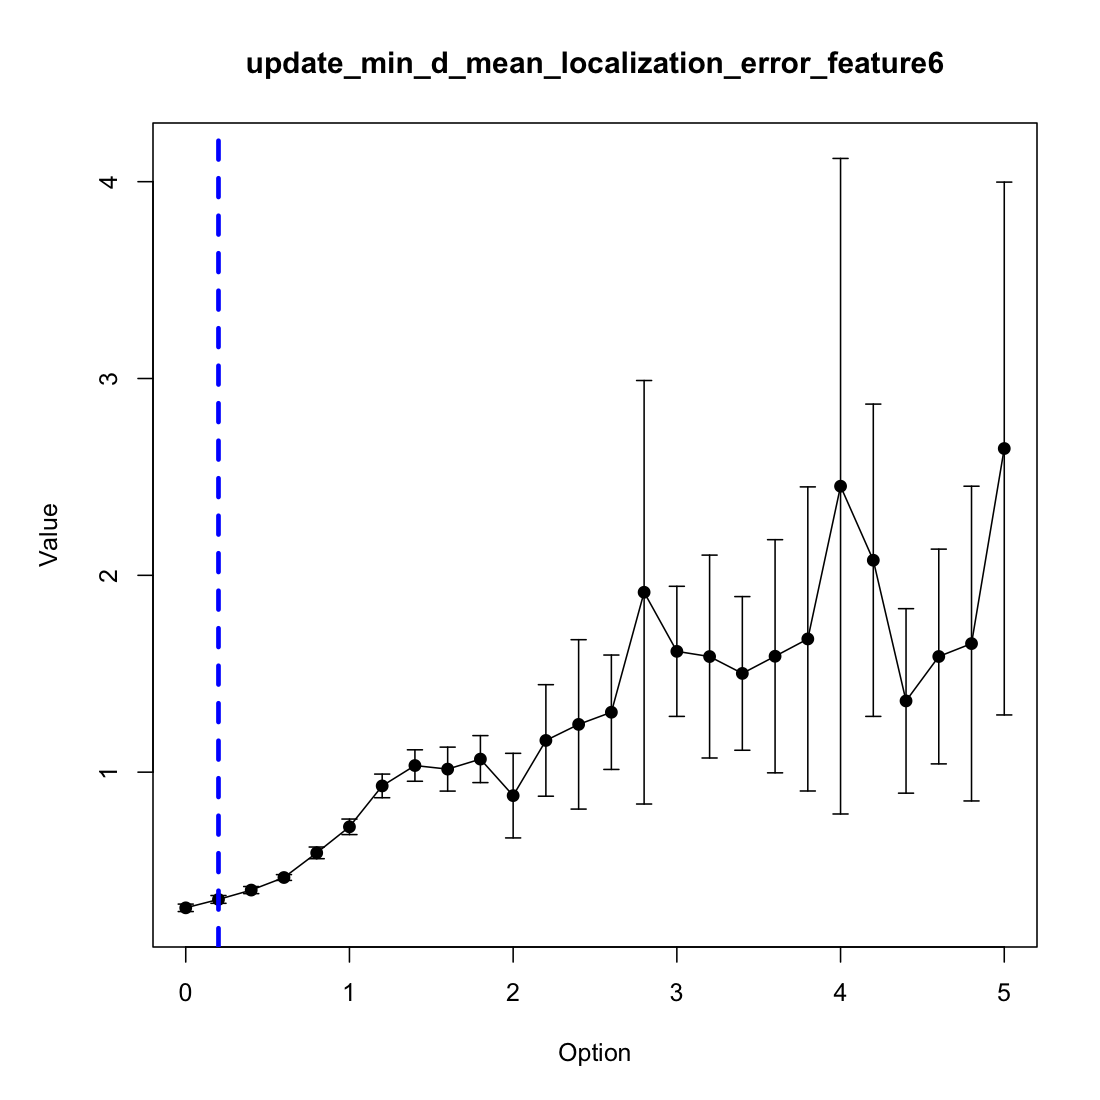 update_min_d_mean_localization_error_feature6
4
3
2
1
Value
0 1 2 3 4 5
Option